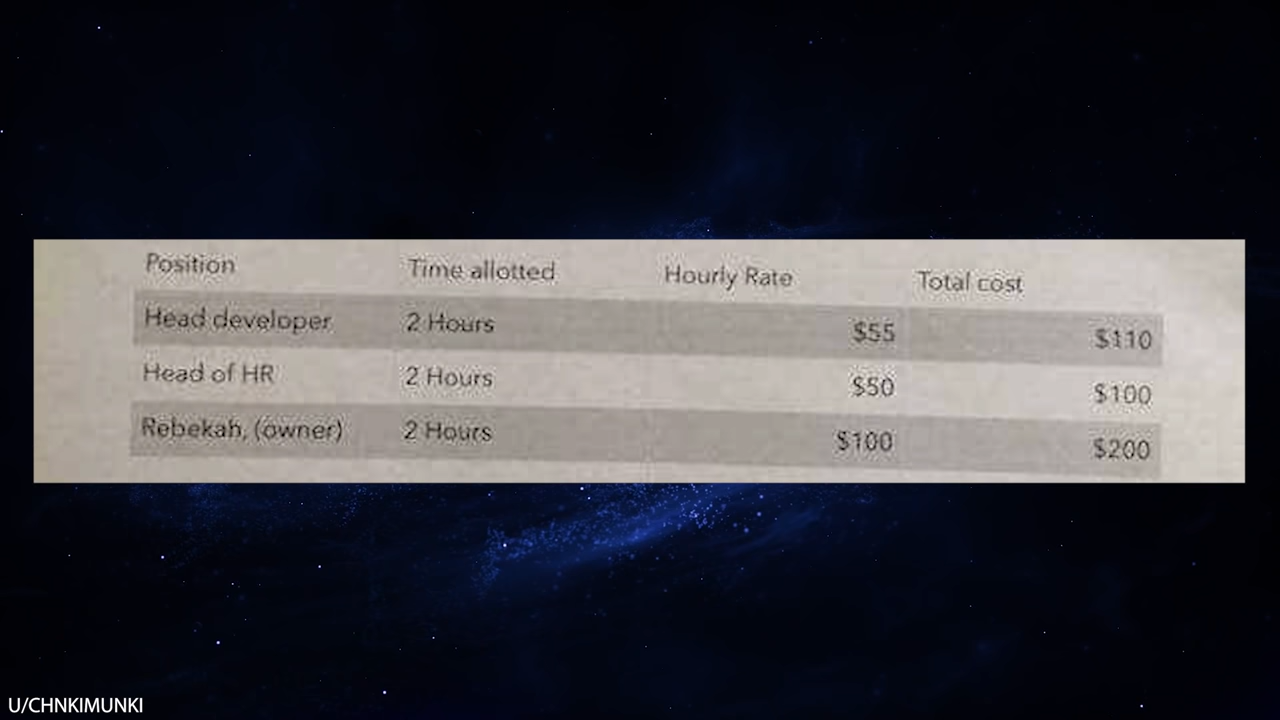 Position Time allotted Hourly Rate Total cost
Head developer 2 Hours $55 $110
Head of HR 2 Hours $50 $100
Rebekah, (owner) 2 Hours $100 $200
U/CHNKIMUNKI